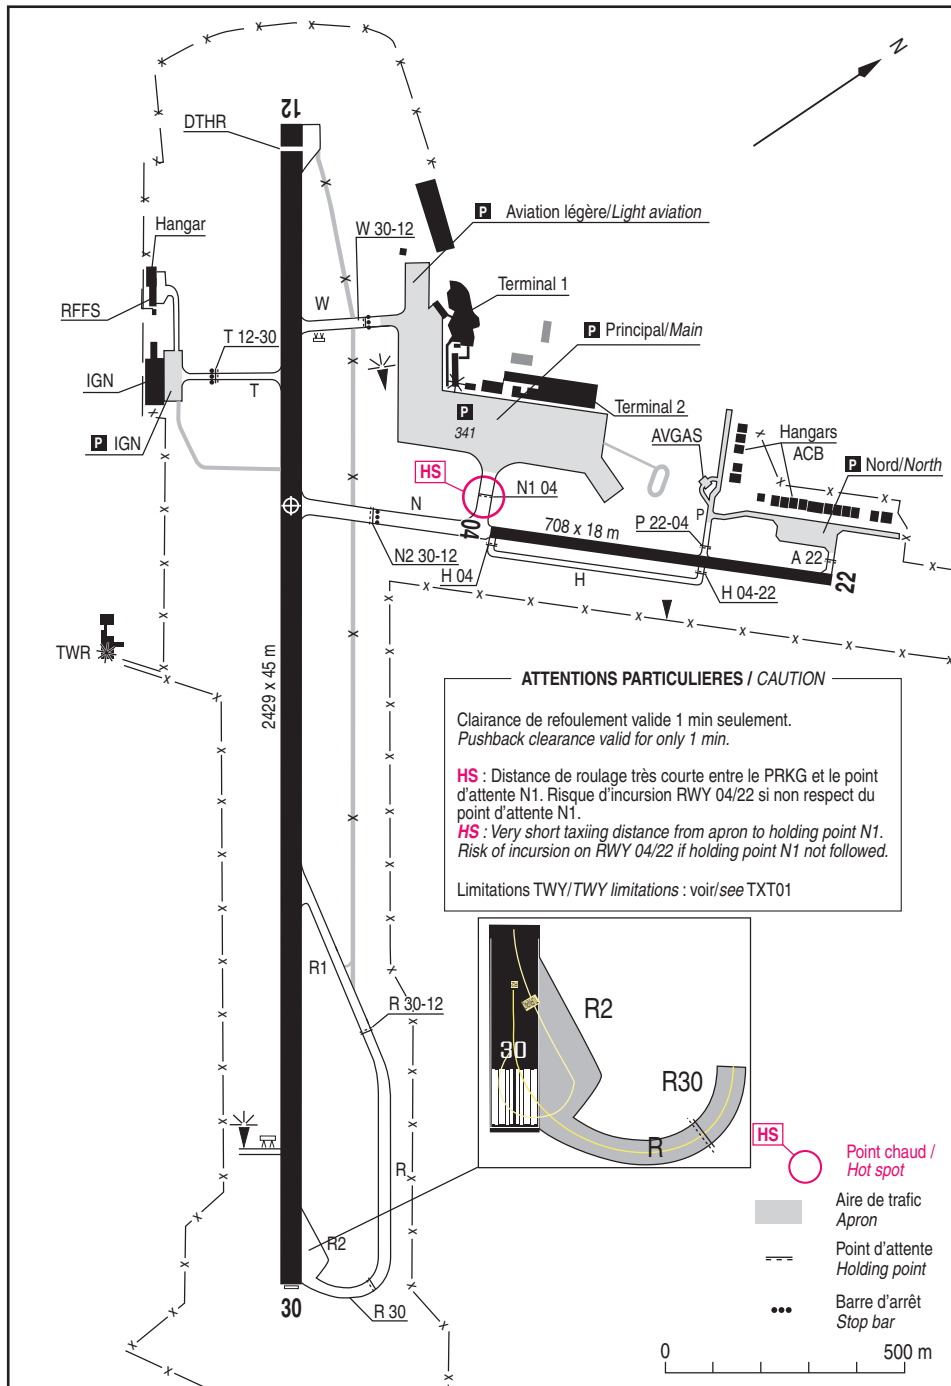 N
12
DTHR
P Aviation légère/Light aviation
W 30-12
Hangar
Terminal 1
RFFS
W
P Principal/Main
T 12-30
IGN
T
Terminal 2
P
341
P IGN
AVGAS
Hangars
ACB
P Nord/North
HS
N1 04
N
P
04
708 x 18 m
P 22-04
N2 30-12
A 22
22
H 04
H
H 04-22
TWR
2429 x 45 m
ATTENTIONS PARTICULIERES / CAUTION
Clairance de refoulement valide 1 min seulement.
Pushback clearance valid for only 1 min.
HS : Distance de roulage très courte entre le PRKG et le point
d'attente N1. Risque d'incursion RWY 04/22 si non respect du
point d'attente N1.
HS : Very short taxiing distance from apron to holding point N1.
Risk of incursion on RWY 04/22 if holding point N1 not followed.
Limitations TWY/TWY limitations : voir/see TXT01
R1
R 30-12
R2
30
R30
R
HS
Point chaud /
Hot spot
R
Aire de trafic
Apron
R2
Point d'attente
Holding point
30
R 30
Barre d'arrêt
Stop bar
0
500 m